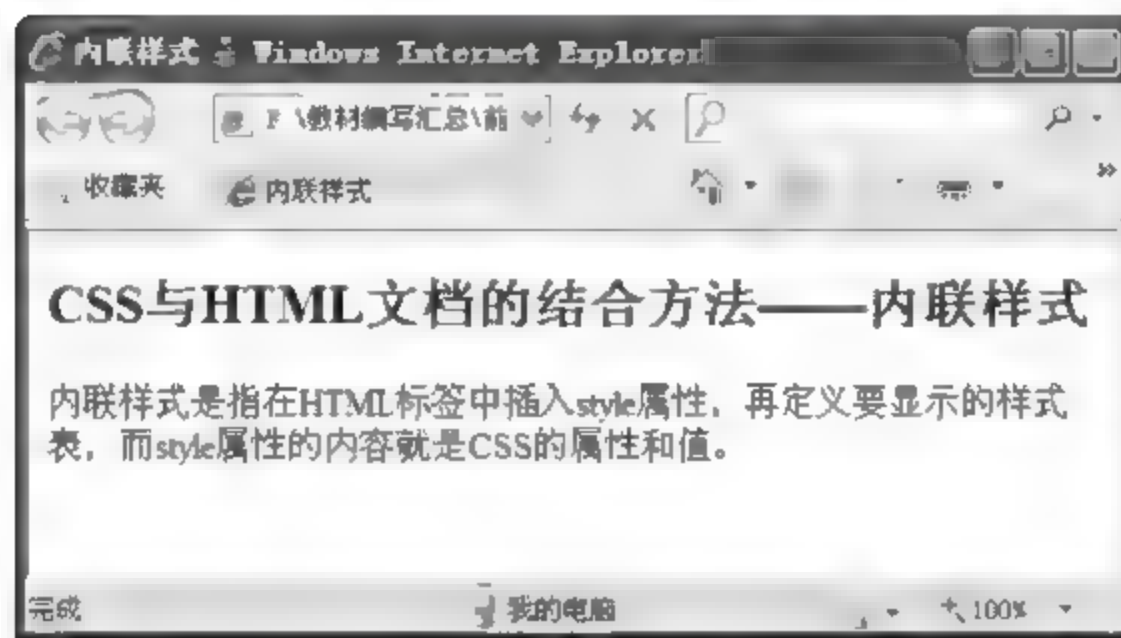 内联样式 - Windows Internet Explorer
F:\教材编写汇总\前
收藏夹 内联样式
CSS与HTML文档的结合方法——内联样式
内联样式是指在HTML标签中插入style属性，再定义要显示的样式
表，而style属性的内容就是CSS的属性和值。
完成 我的电脑 100%